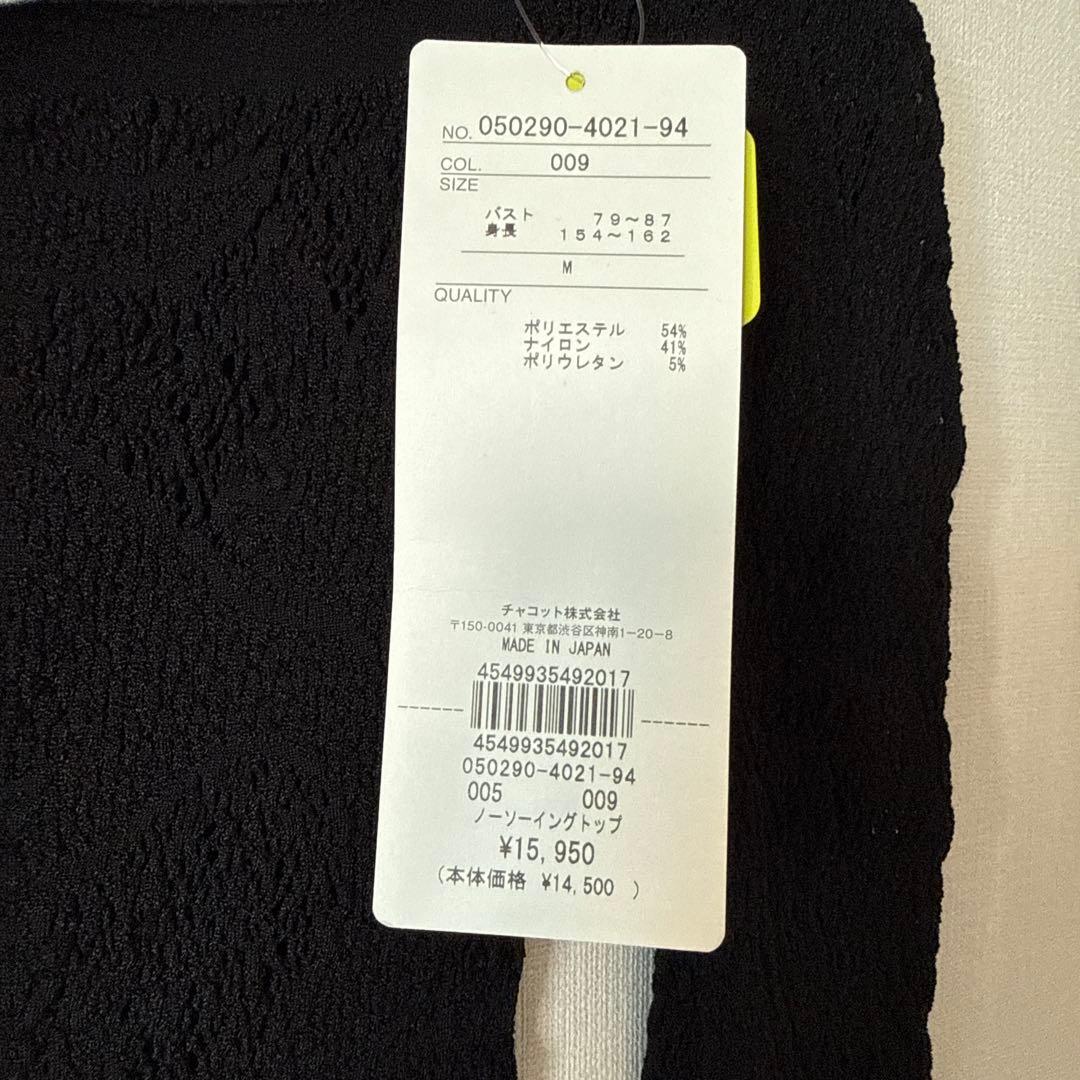 NO. 050290-4021-94
COL. 009
SIZE
バスト 79~87
身長 154~162
M
QUALITY
ポリエステル 54%
ナイロン 41%
ポリウレタン 5%
チャコット株式会社
〒150-0041 東京都渋谷区神南1-20-8
MADE IN JAPAN
4549935492017
4549935492017
050290-4021-94
005 009
ノーソーイングトップ
¥15,950
(本体価格 ¥14,500 )